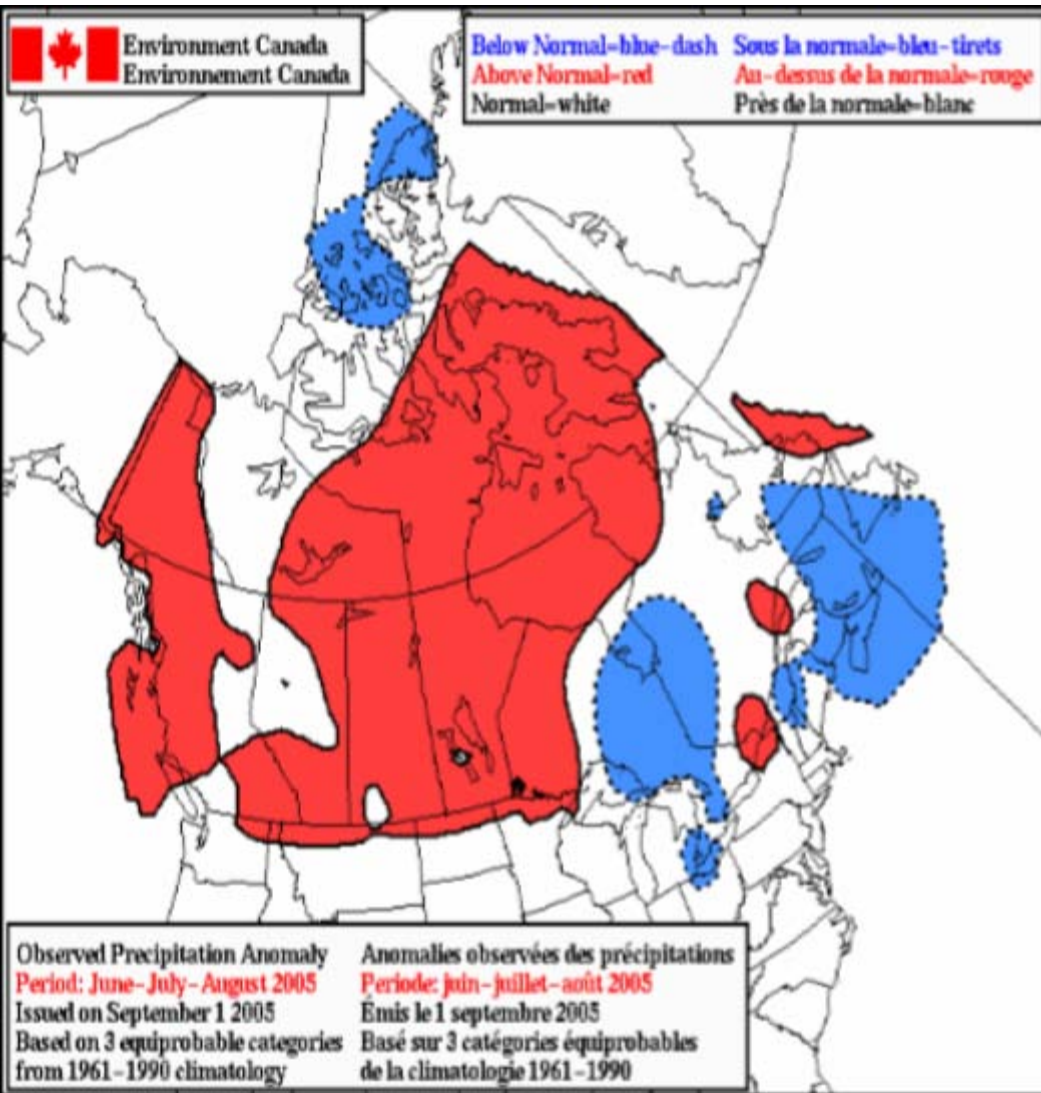 Environment Canada
Environnement Canada
Below Normal=blue-dash Sous la normale=bleu-tirets
Above Normal=red Au-dessus de la normale=rouge
Normal=white Près de la normale=blanc
Observed Precipitation Anomaly Anomalies observées des précipitations
Period: June-July-August 2005 Periode: juin-juillet-août 2005
Issued on September 1 2005 Émis le 1 septembre 2005
Based on 3 equiprobable categories Basé sur 3 catégories équiprobables
from 1961-1990 climatology de la climatologie 1961-1990